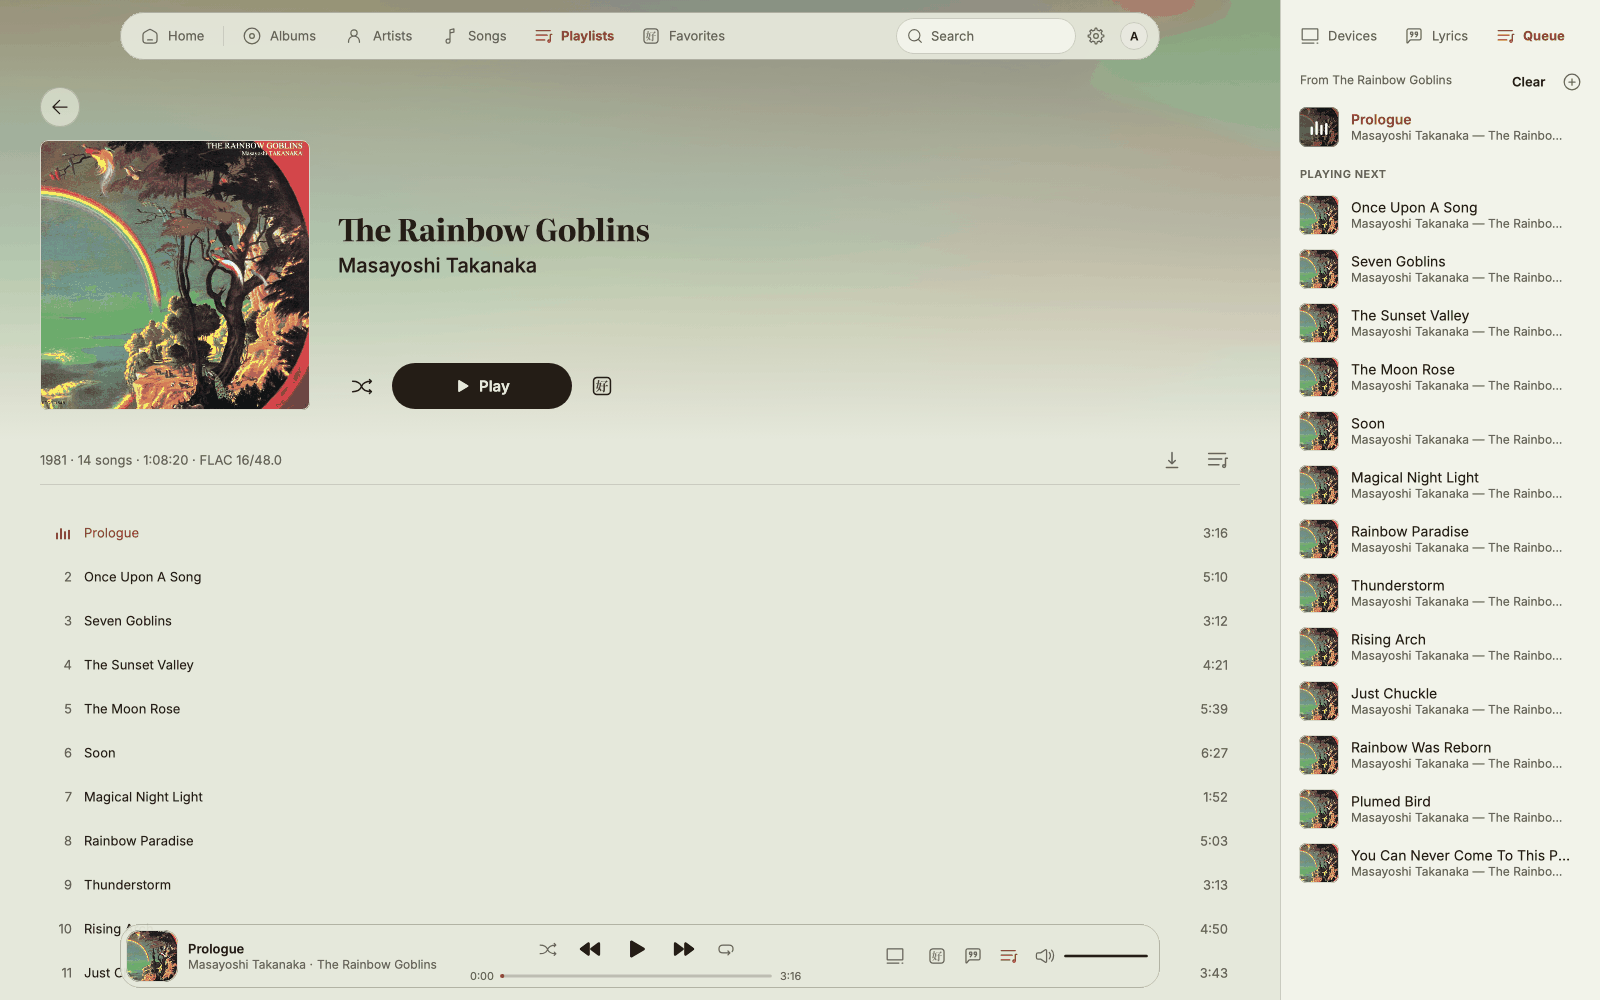 Home
Albums
Artists
Songs
Playlists
好
Favorites
Search
A
THE RAINBOW GOBLINS
Masayoshi TAKANAKA
The Rainbow Goblins
Masayoshi Takanaka
Play
好
1981 · 14 songs · 1:08:20 · FLAC 16/48.0
Prologue 3:16
2 Once Upon A Song 5:10
3 Seven Goblins 3:12
4 The Sunset Valley 4:21
5 The Moon Rose 5:39
6 Soon 6:27
7 Magical Night Light 1:52
8 Rainbow Paradise 5:03
9 Thunderstorm 3:13
10 Rising 4:50
11 Just C 3:43
Prologue
Masayoshi Takanaka · The Rainbow Goblins
0:00
3:16
好
Devices
Lyrics
Queue
From The Rainbow Goblins
Clear
Prologue
Masayoshi Takanaka — The Rainbo...
PLAYING NEXT
Once Upon A Song
Masayoshi Takanaka — The Rainbo...
Seven Goblins
Masayoshi Takanaka — The Rainbo...
The Sunset Valley
Masayoshi Takanaka — The Rainbo...
The Moon Rose
Masayoshi Takanaka — The Rainbo...
Soon
Masayoshi Takanaka — The Rainbo...
Magical Night Light
Masayoshi Takanaka — The Rainbo...
Rainbow Paradise
Masayoshi Takanaka — The Rainbo...
Thunderstorm
Masayoshi Takanaka — The Rainbo...
Rising Arch
Masayoshi Takanaka — The Rainbo...
Just Chuckle
Masayoshi Takanaka — The Rainbo...
Rainbow Was Reborn
Masayoshi Takanaka — The Rainbo...
Plumed Bird
Masayoshi Takanaka — The Rainbo...
You Can Never Come To This P...
Masayoshi Takanaka — The Rainbo...